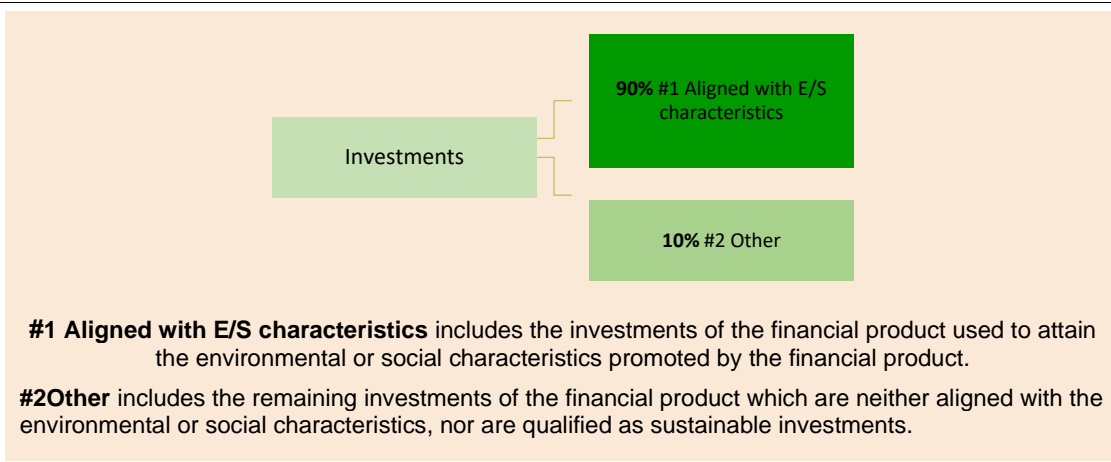 90% #1 Aligned with E/S
characteristics
Investments
10% #2 Other
#1 Aligned with E/S characteristics includes the investments of the financial product used to attain
the environmental or social characteristics promoted by the financial product.
#2Other includes the remaining investments of the financial product which are neither aligned with the
environmental or social characteristics, nor are qualified as sustainable investments.